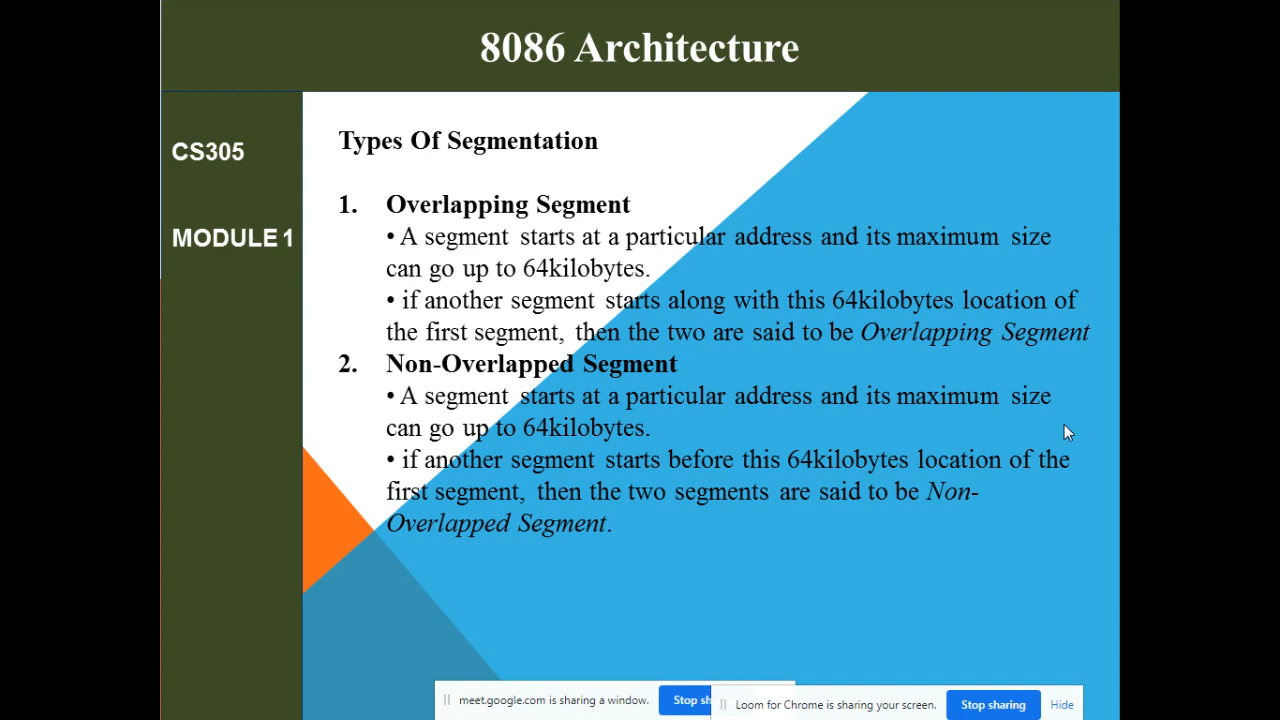 8086 Architecture
CS305
MODULE 1
Types Of Segmentation
1. Overlapping Segment
• A segment starts at a particular address and its maximum size
can go up to 64kilobytes.
• if another segment starts along with this 64kilobytes location of
the first segment, then the two are said to be Overlapping Segment
2. Non-Overlapped Segment
• A segment starts at a particular address and its maximum size
can go up to 64kilobytes.
• if another segment starts before this 64kilobytes location of the
first segment, then the two segments are said to be Non-
Overlapped Segment.
meet.google.com is sharing a window. Stop sh
Loom for Chrome is sharing your screen. Stop sharing Hide